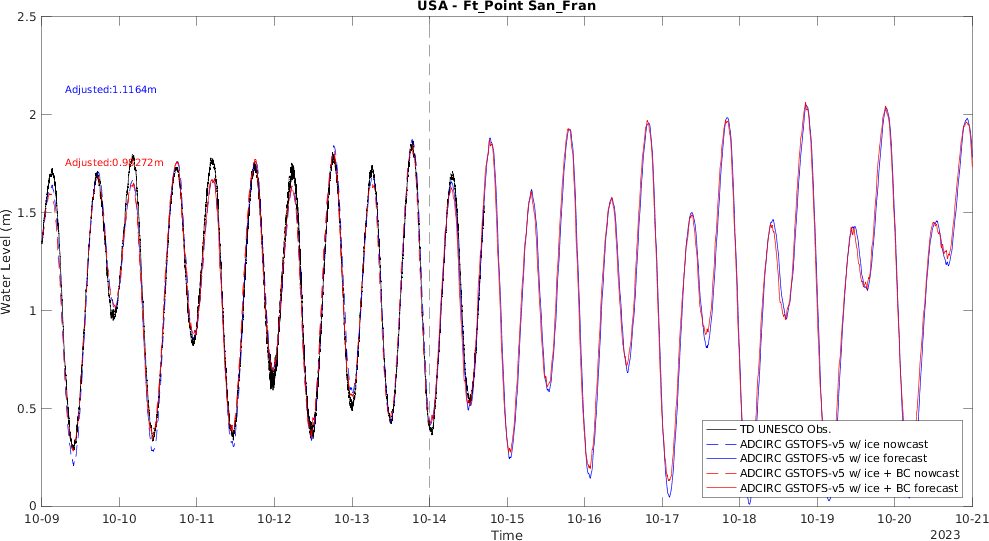 USA - Ft_Point San_Fran
2.5
2
1.5
1
0.5
0
Water Level (m)
Adjusted:1.1164m
Adjusted:0.98272m
TD UNESCO Obs.
ADCIRC GSTOFS-v5 w/ ice nowcast
ADCIRC GSTOFS-v5 w/ ice forecast
ADCIRC GSTOFS-v5 w/ ice + BC nowcast
ADCIRC GSTOFS-v5 w/ ice + BC forecast
10-09 10-10 10-11 10-12 10-13 10-14 10-15 10-16 10-17 10-18 10-19 10-20 10-21
Time
2023